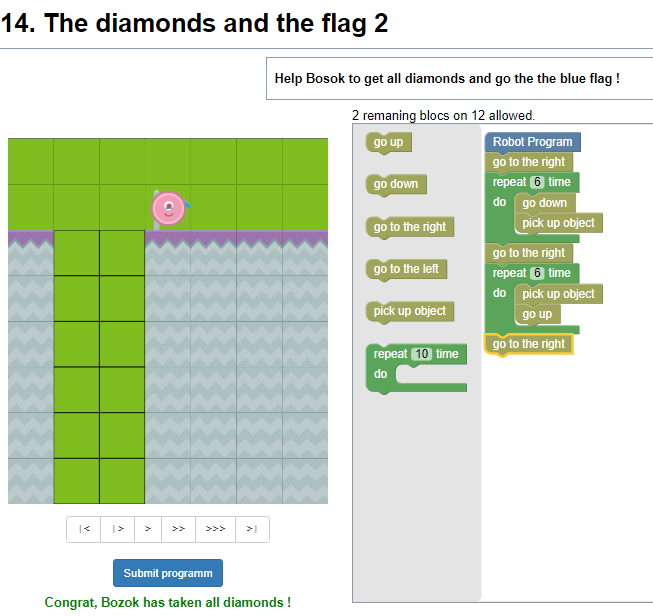 14. The diamonds and the flag 2
Help Bosok to get all diamonds and go the the blue flag !
2 remaning blocs on 12 allowed.
go up
go down
go to the right
go to the left
pick up object
repeat 10 time
do
Robot Program
go to the right
repeat 6 time
do go down
pick up object
go to the right
repeat 6 time
do pick up object
go up
go to the right
|< |> > >> >>> >|
Submit programm
Congrat, Bozok has taken all diamonds !